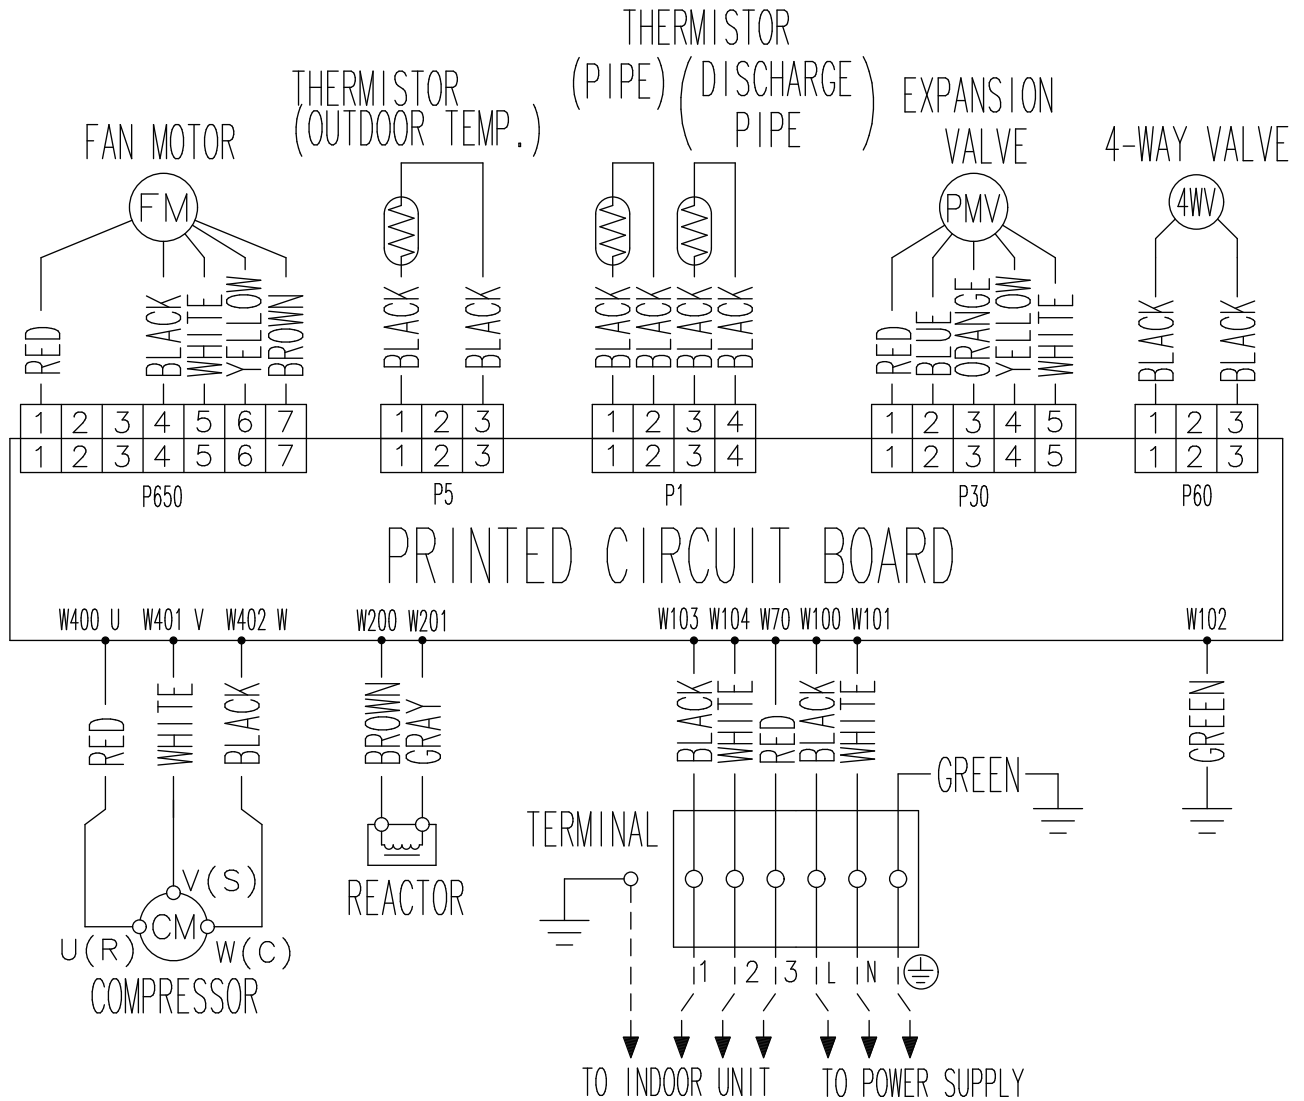 THERMISTOR
(PIPE) (DISCHARGE
PIPE)
THERMISTOR
(OUTDOOR TEMP.)
EXPANSION
VALVE
FAN MOTOR
4-WAY VALVE
FM
PMV
4WV
RED BLACK WHITE YELLOW BROWN
BLACK BLACK
BLACK BLACK BLACK BLACK
RED BLUE ORANGE YELLOW WHITE
BLACK BLACK
1 2 3 4 5 6 7
1 2 3
1 2 3 4
1 2 3 4 5
1 2 3
1 2 3 4 5 6 7
1 2 3
1 2 3 4
1 2 3 4 5
1 2 3
P650
P5
P1
P30
P60
PRINTED CIRCUIT BOARD
W400 U W401 V W402 W
W200 W201
W103 W104 W70 W100 W101
W102
RED WHITE BLACK
BROWN GRAY
BLACK WHITE RED BLACK WHITE
GREEN
GREEN
TERMINAL
V(S)
CM
U(R)
W(C)
COMPRESSOR
REACTOR
1 2 3 L N
TO INDOOR UNIT
TO POWER SUPPLY